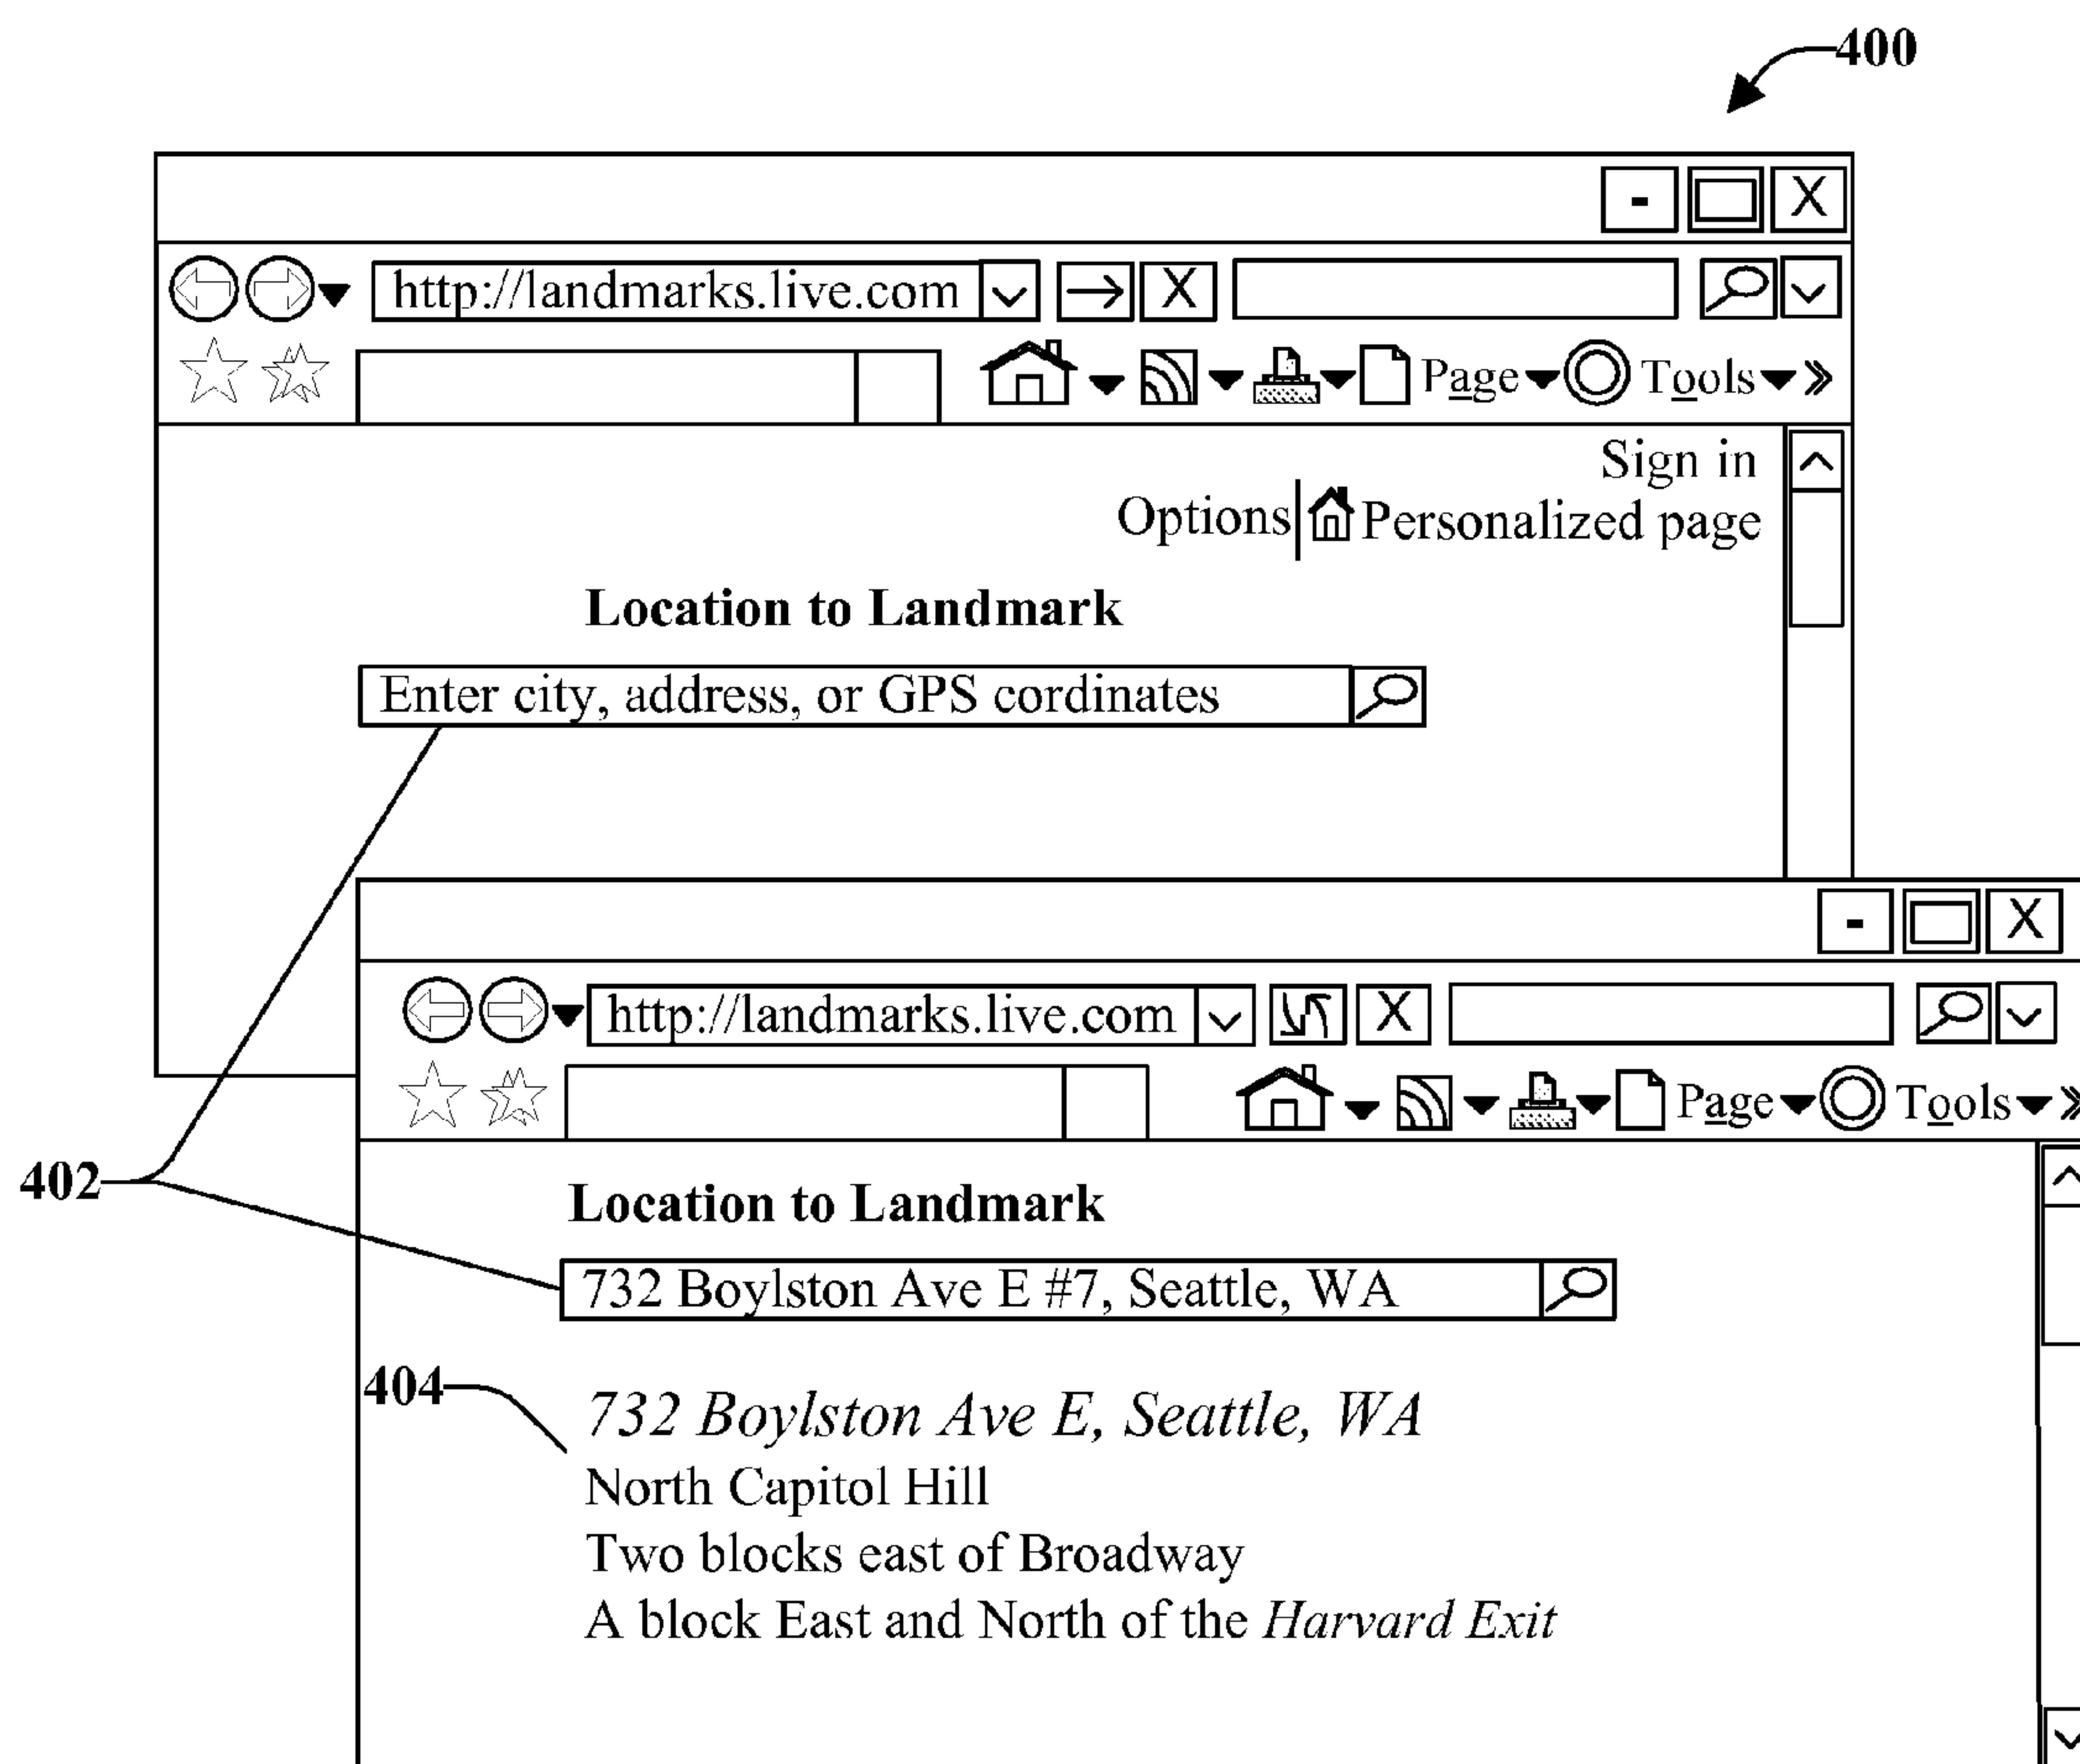 400
- X
http://landmarks.live.com X
Page Tools
Sign in
Options Personalized page
Location to Landmark
Enter city, address, or GPS cordinates
- X
http://landmarks.live.com X
Page Tools
402
Location to Landmark
732 Boylston Ave E #7, Seattle, WA
404
732 Boylston Ave E, Seattle, WA
North Capitol Hill
Two blocks east of Broadway
A block East and North of the Harvard Exit